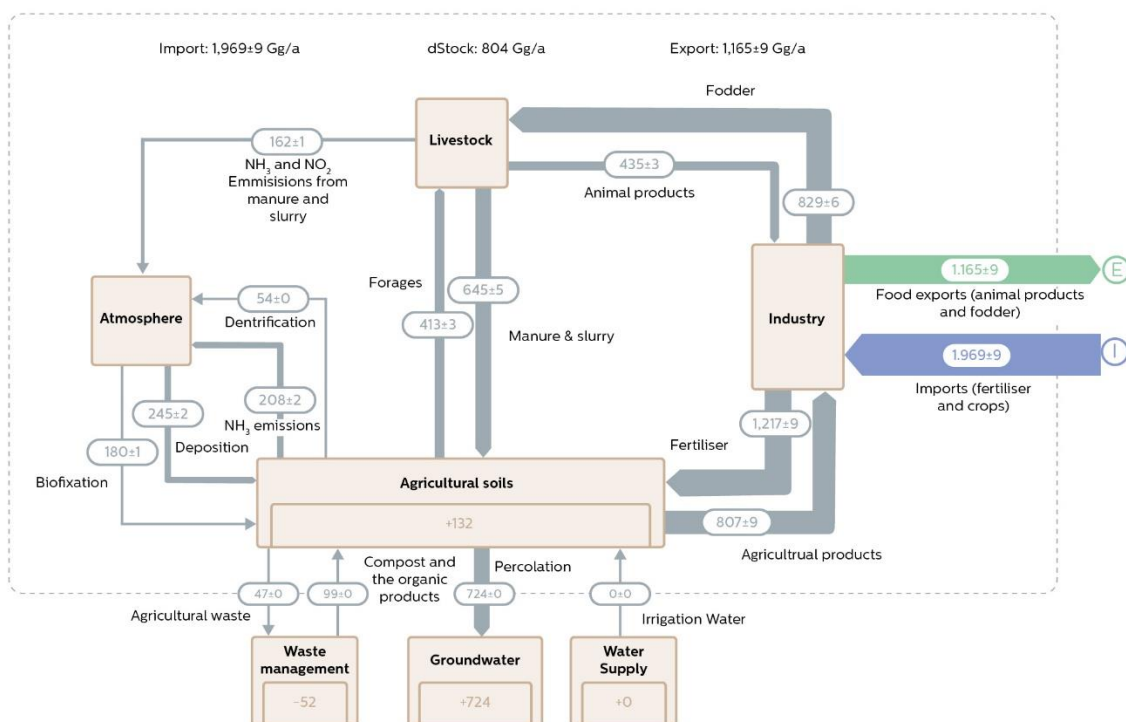 Import: 1,969±9 Gg/a
dStock: 804 Gg/a
Export: 1,165±9 Gg/a
Fodder
Livestock
162±1
NH₃ and NO₂
Emmisisions from
manure and
slurry
435±3
Animal products
829±6
1.165±9
E
Food exports (animal products
and fodder)
Industry
1.969±9
I
Imports (fertiliser
and crops)
Forages
413±3
645±5
Manure & slurry
Atmosphere
54±0
Dentrification
208±2
NH₃ emissions
245±2
Deposition
180±1
Biofixation
1,217±9
Fertiliser
Agricultural soils
+132
807±9
Agricultrual products
47±0
Agricultural waste
99±0
Compost and
the organic
products
Percolation
724±0
0±0
Irrigation Water
Waste
management
-52
Groundwater
+724
Water
Supply
+0